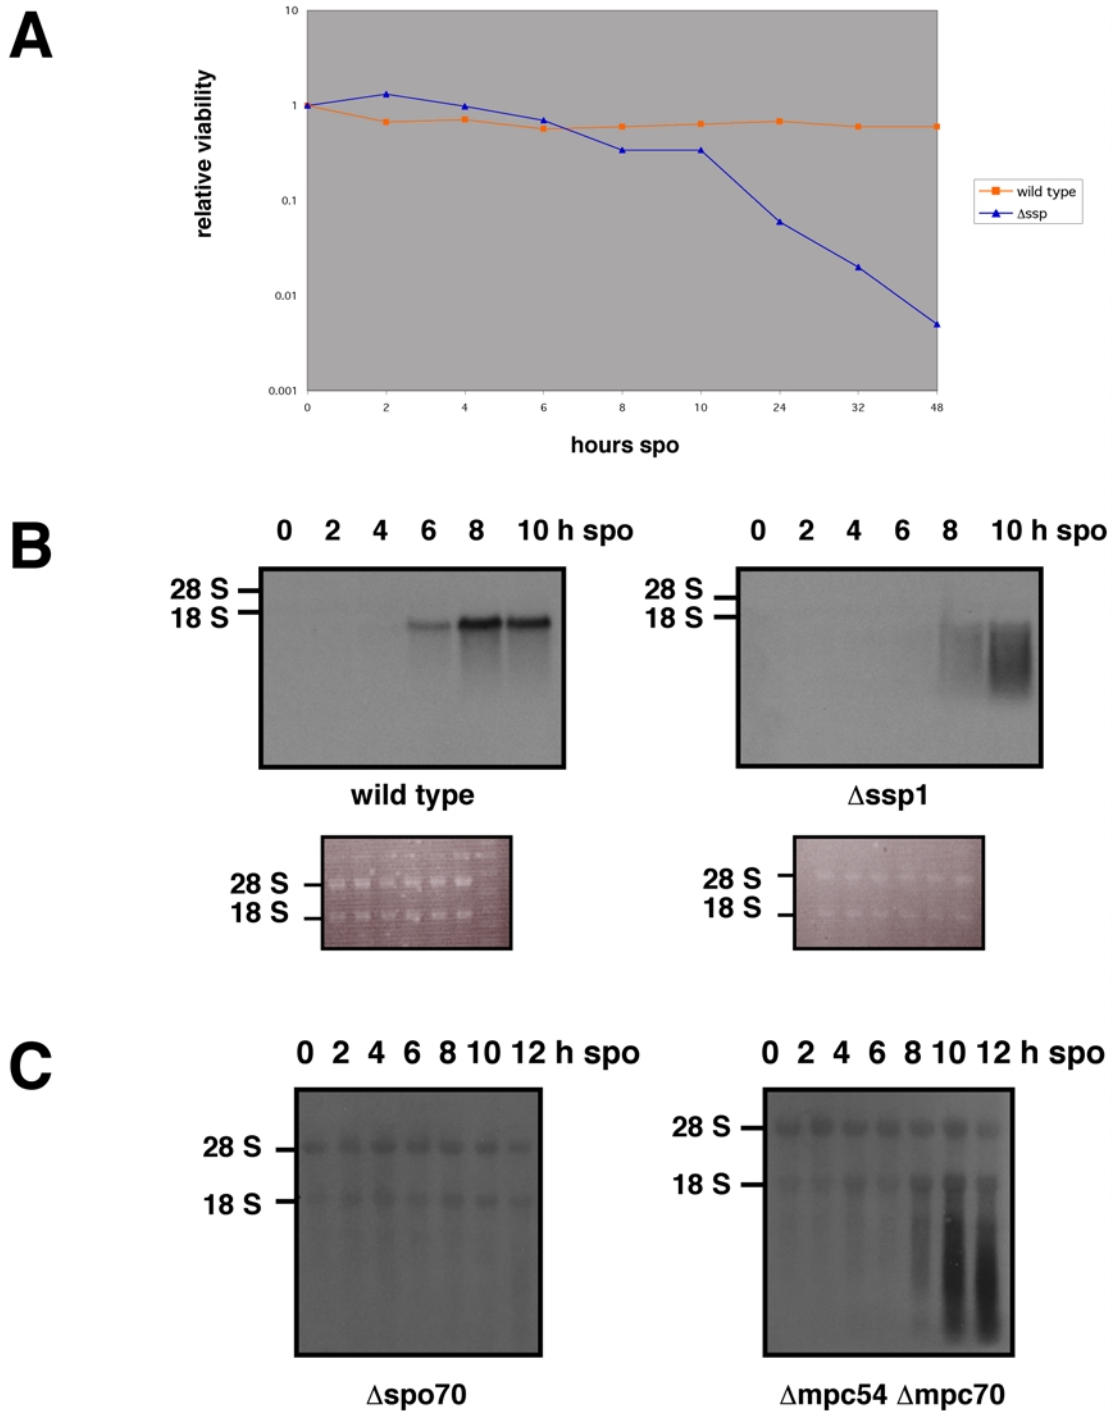 A
10
1
0.1
0.01
0.001
relative viability
0 2 4 6 8 10 24 32 48
hours spo
wild type
Δssp
B
0 2 4 6 8 10 h spo
28 S
18 S
wild type
0 2 4 6 8 10 h spo
28 S
18 S
Δssp1
28 S
18 S
28 S
18 S
C
0 2 4 6 8 10 12 h spo
28 S
18 S
Δspo70
0 2 4 6 8 10 12 h spo
28 S
18 S
Δmpc54 Δmpc70